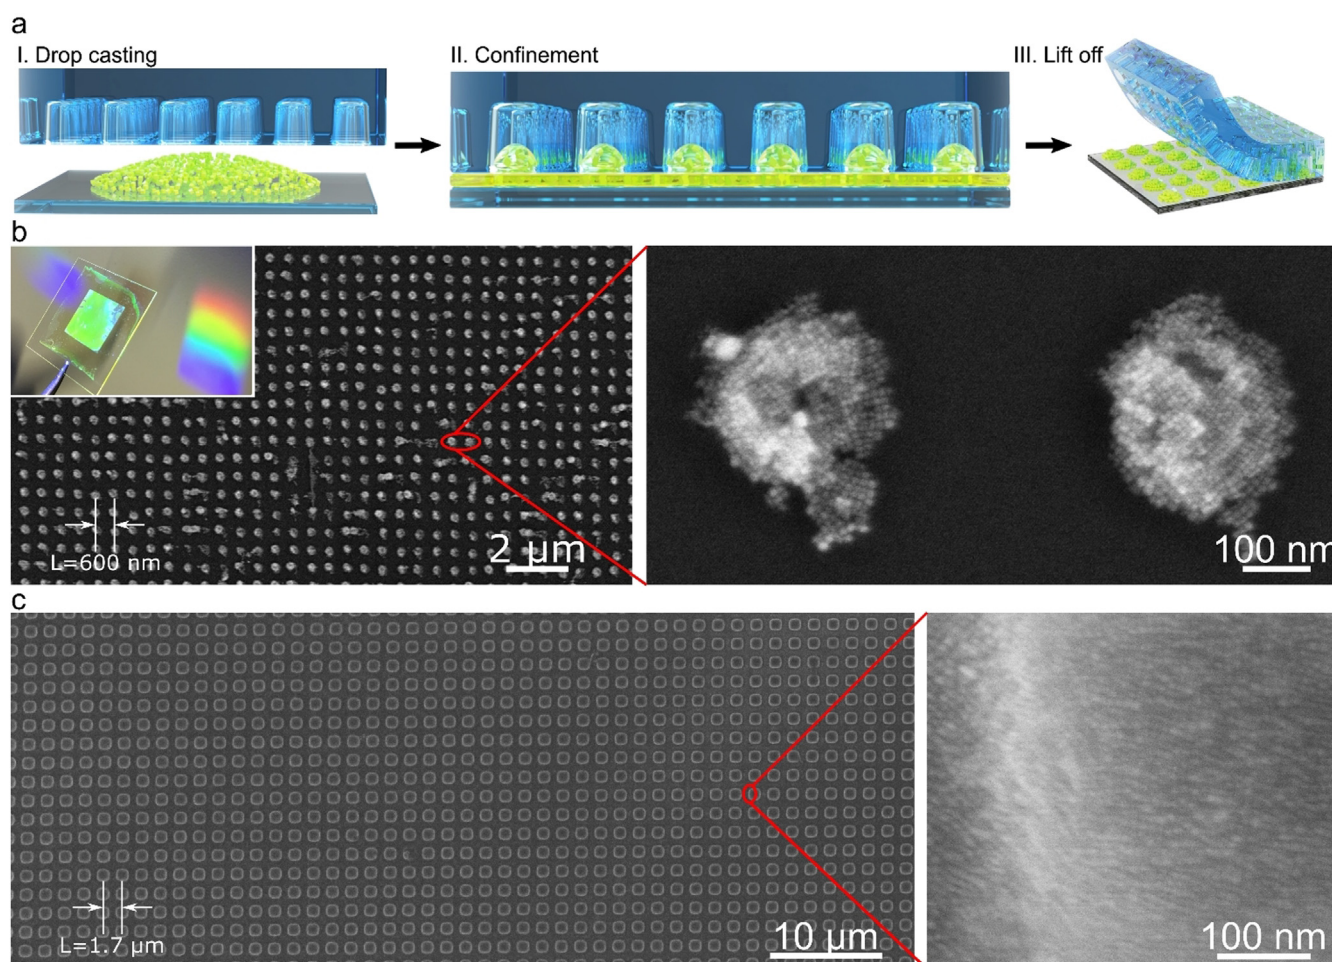 a
I. Drop casting
II. Confinement
III. Lift off
b
L=600 nm
2 µm
100 nm
c
L=1.7 µm
10 µm
100 nm